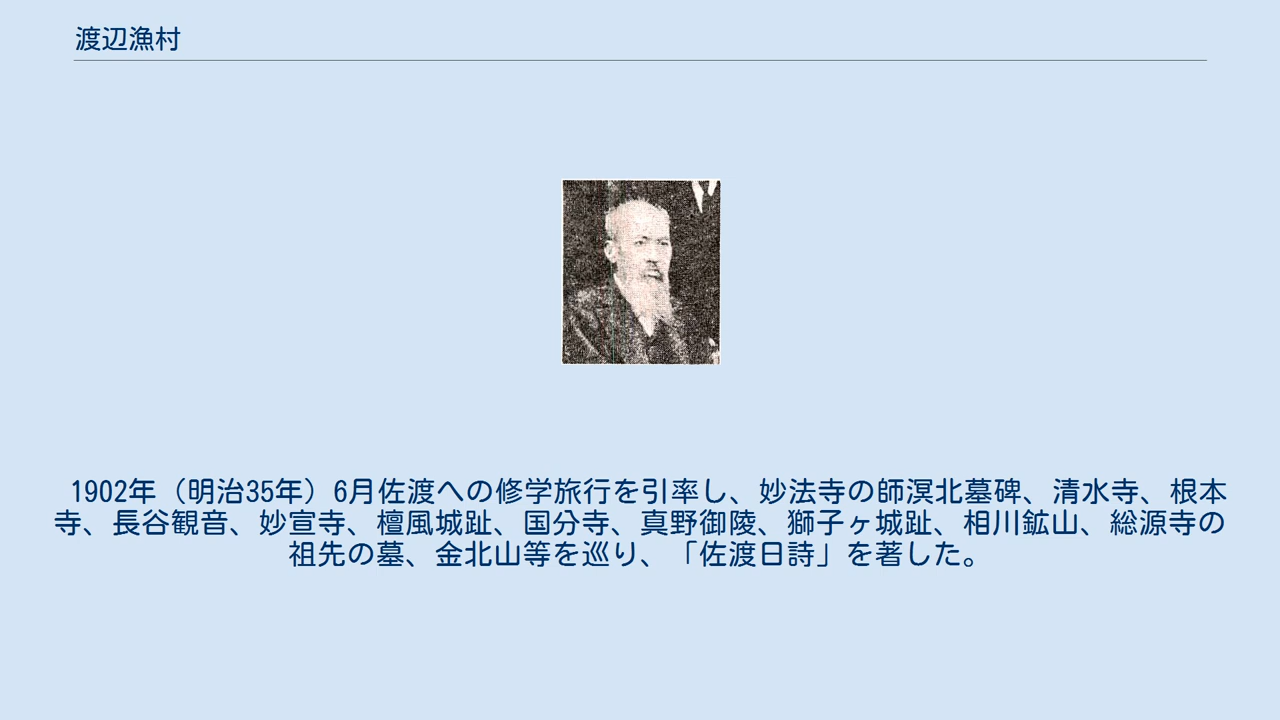 渡辺漁村
1902年（明治35年）6月佐渡への修学旅行を引率し、妙法寺の師溟北墓碑、清水寺、根本
寺、長谷観音、妙宣寺、檀風城趾、国分寺、真野御陵、獅子ヶ城趾、相川鉱山、総源寺の
祖先の墓、金北山等を巡り、「佐渡日詩」を著した。